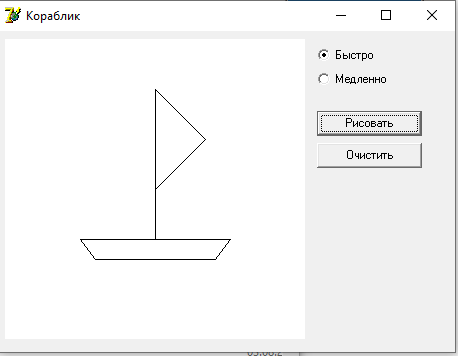 Кораблик
Быстро
Медленно
Рисовать
Очистить